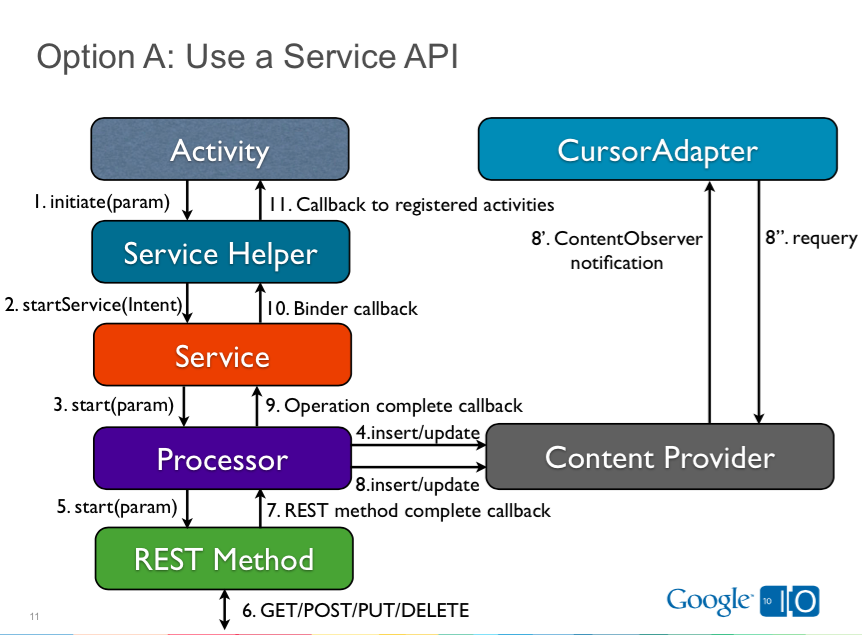 Option A: Use a Service API
Activity
CursorAdapter
1. initiate(param)
11. Callback to registered activities
8’. ContentObserver
notification
8”. requery
Service Helper
2. startService(Intent)
10. Binder callback
Service
3. start(param)
9. Operation complete callback
4.insert/update
Processor
Content Provider
8.insert/update
5. start(param)
7. REST method complete callback
REST Method
6. GET/POST/PUT/DELETE
Google 10 IO
11